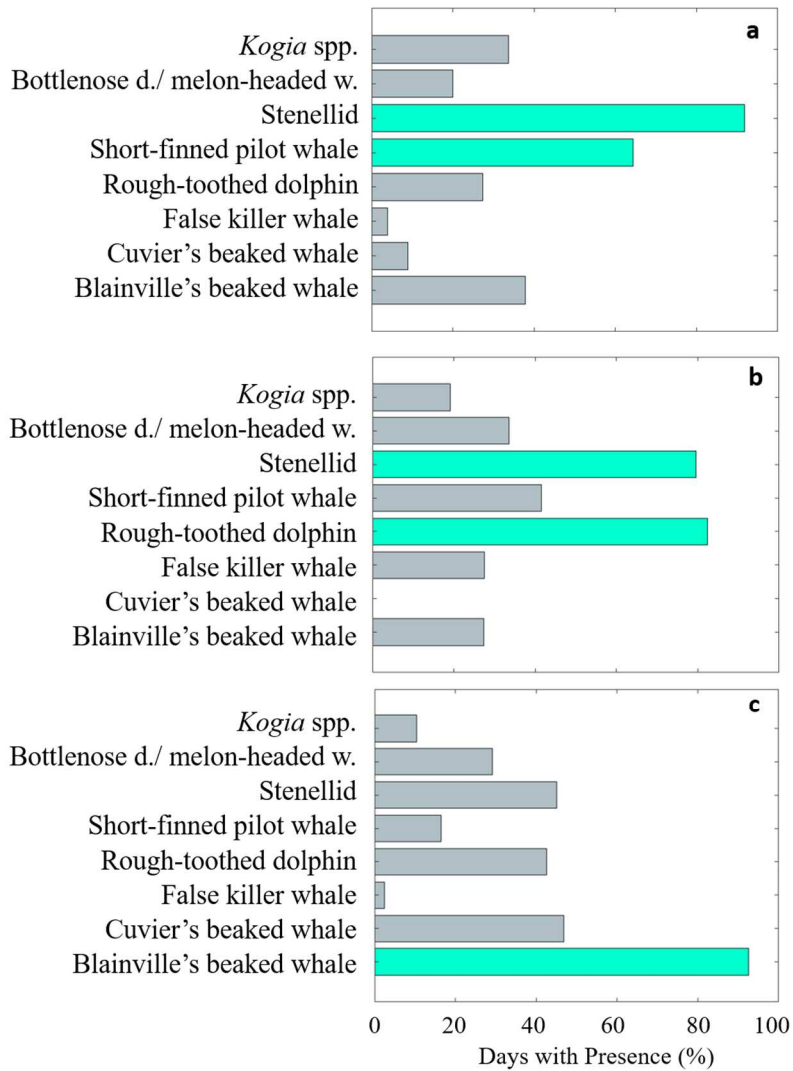 a
Kogia spp.
Bottlenose d./ melon-headed w.
Stenellid
Short-finned pilot whale
Rough-toothed dolphin
False killer whale
Cuvier’s beaked whale
Blainville’s beaked whale
b
Kogia spp.
Bottlenose d./ melon-headed w.
Stenellid
Short-finned pilot whale
Rough-toothed dolphin
False killer whale
Cuvier’s beaked whale
Blainville’s beaked whale
c
Kogia spp.
Bottlenose d./ melon-headed w.
Stenellid
Short-finned pilot whale
Rough-toothed dolphin
False killer whale
Cuvier’s beaked whale
Blainville’s beaked whale
0 20 40 60 80 100
Days with Presence (%)